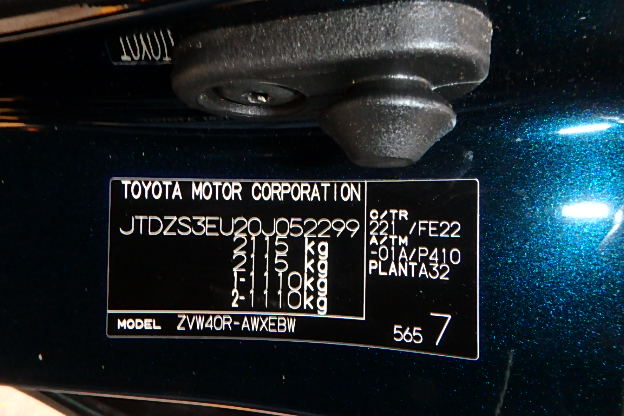 TOYOTA
TOYOTA MOTOR CORPORATION
JTDZS3EU20J052299
2115 kg
2115 kg
1-1110kg
2-1110kg
C/TR
221 /FE22
A/TM
-01A/P410
PLANTA32
MODEL ZVW40R-AWXEBW
565 7